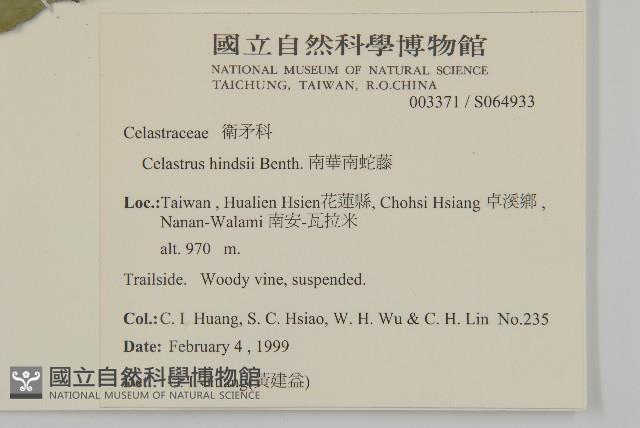 國立自然科學博物館
NATIONAL MUSEUM OF NATURAL SCIENCE
TAICHUNG, TAIWAN, R.O.CHINA
003371 / S064933
Celastraceae 衛矛科
Celastrus hindsii Benth. 南華南蛇藤
Loc.:Taiwan , Hualien Hsien花蓮縣, Chohsi Hsiang 卓溪鄉 ,
Nanan-Walami 南安-瓦拉米
alt. 970 m.
Trailside. Woody vine, suspended.
Col.: C. I. Huang, S. C. Hsiao, W. H. Wu & C. H. Lin No.235
Date: February 4 , 1999
(黃建益)
國立自然科學博物館
NATIONAL MUSEUM OF NATURAL SCIENCE